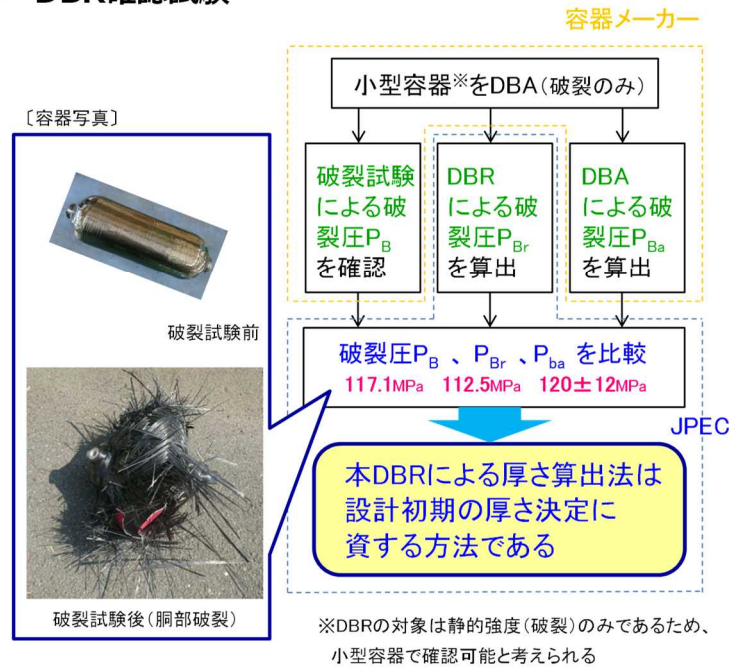 DBR確認試験
容器メーカー
小型容器※をDBA(破裂のみ)
〔容器写真〕
破裂試験
による破
裂圧PB
を確認
DBR
による破
裂圧PBr
を算出
DBA
による破
裂圧PBa
を算出
破裂試験前
破裂圧PB 、PBr 、Pba を比較
117.1MPa 112.5MPa 120±12MPa
JPEC
本DBRによる厚さ算出法は
設計初期の厚さ決定に
資する方法である
破裂試験後(胴部破裂)
※DBRの対象は静的強度(破裂)のみであるため、
小型容器で確認可能と考えられる